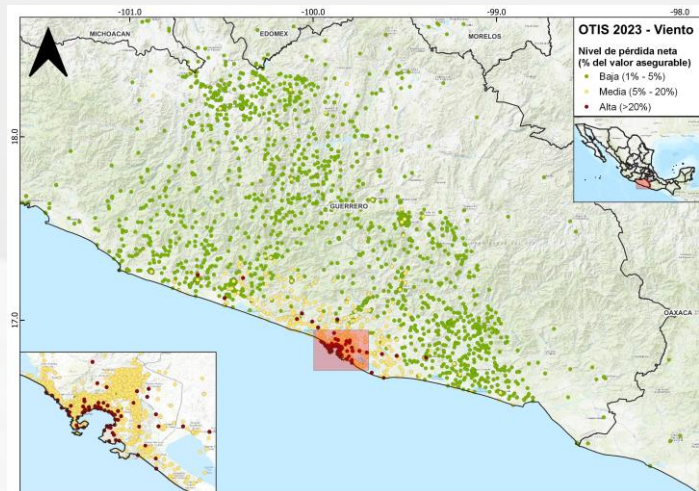 -101.0
-100.0
-99.0
-98.0
MICHOACAN
EDOMEX
MORELOS
OTIS 2023 - Viento
Nivel de pérdida neta
(% del valor asegurable)
Baja (1% - 5%)
Media (5% - 20%)
Alta (>20%)
18.0
GUERRERO
17.0
OAXACA